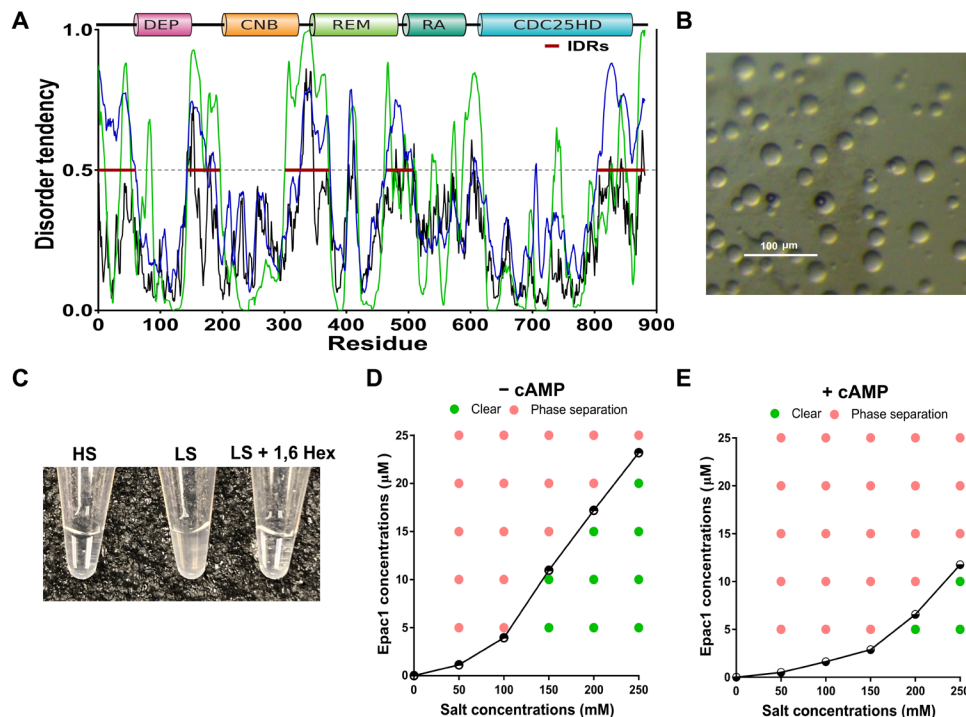 A
DEP CNB REM RA CDC25HD
IDRs
Disorder tendency
1.0
0.5
0.0
0 100 200 300 400 500 600 700 800 900
Residue
B
100 µm
C
HS LS LS + 1,6 Hex
D
– cAMP
Clear Phase separation
Epac1 concentrations (µM)
25
20
15
10
5
0 50 100 150 200 250
Salt concentrations (mM)
E
+ cAMP
Clear Phase separation
Epac1 concentrations (µM)
25
20
15
10
5
0
0 50 100 150 200 250
Salt concentrations (mM)